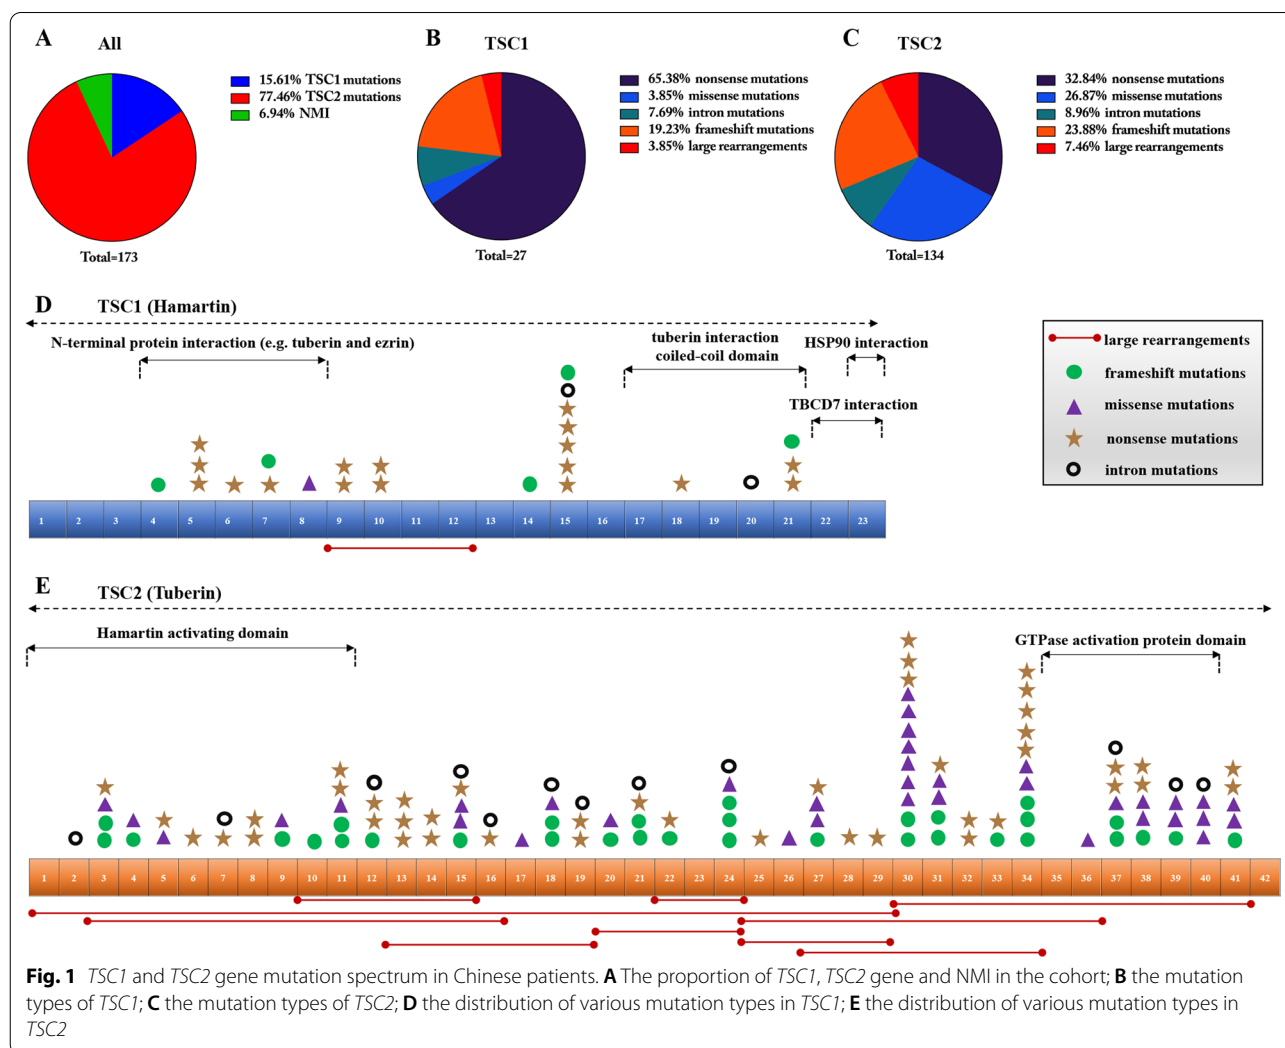 A
All
15.61% TSC1 mutations
77.46% TSC2 mutations
6.94% NMI
Total=173
B
TSC1
65.38% nonsense mutations
3.85% missense mutations
7.69% intron mutations
19.23% frameshift mutations
3.85% large rearrangements
Total=27
C
TSC2
32.84% nonsense mutations
26.87% missense mutations
8.96% intron mutations
23.88% frameshift mutations
7.46% large rearrangements
Total=134
D
TSC1 (Hamartin)
N-terminal protein interaction (e.g. tuberin and ezrin)
tuberin interaction
coiled-coil domain
HSP90 interaction
TBCD7 interaction
1 2 3 4 5 6 7 8 9 10 11 12 13 14 15 16 17 18 19 20 21 22 23
large rearrangements
frameshift mutations
missense mutations
nonsense mutations
intron mutations
E
TSC2 (Tuberin)
Hamartin activating domain
GTPase activation protein domain
1 2 3 4 5 6 7 8 9 10 11 12 13 14 15 16 17 18 19 20 21 22 23 24 25 26 27 28 29 30 31 32 33 34 35 36 37 38 39 40 41 42
Fig. 1 TSC1 and TSC2 gene mutation spectrum in Chinese patients. A The proportion of TSC1, TSC2 gene and NMI in the cohort; B the mutation
types of TSC1; C the mutation types of TSC2; D the distribution of various mutation types in TSC1; E the distribution of various mutation types in
TSC2